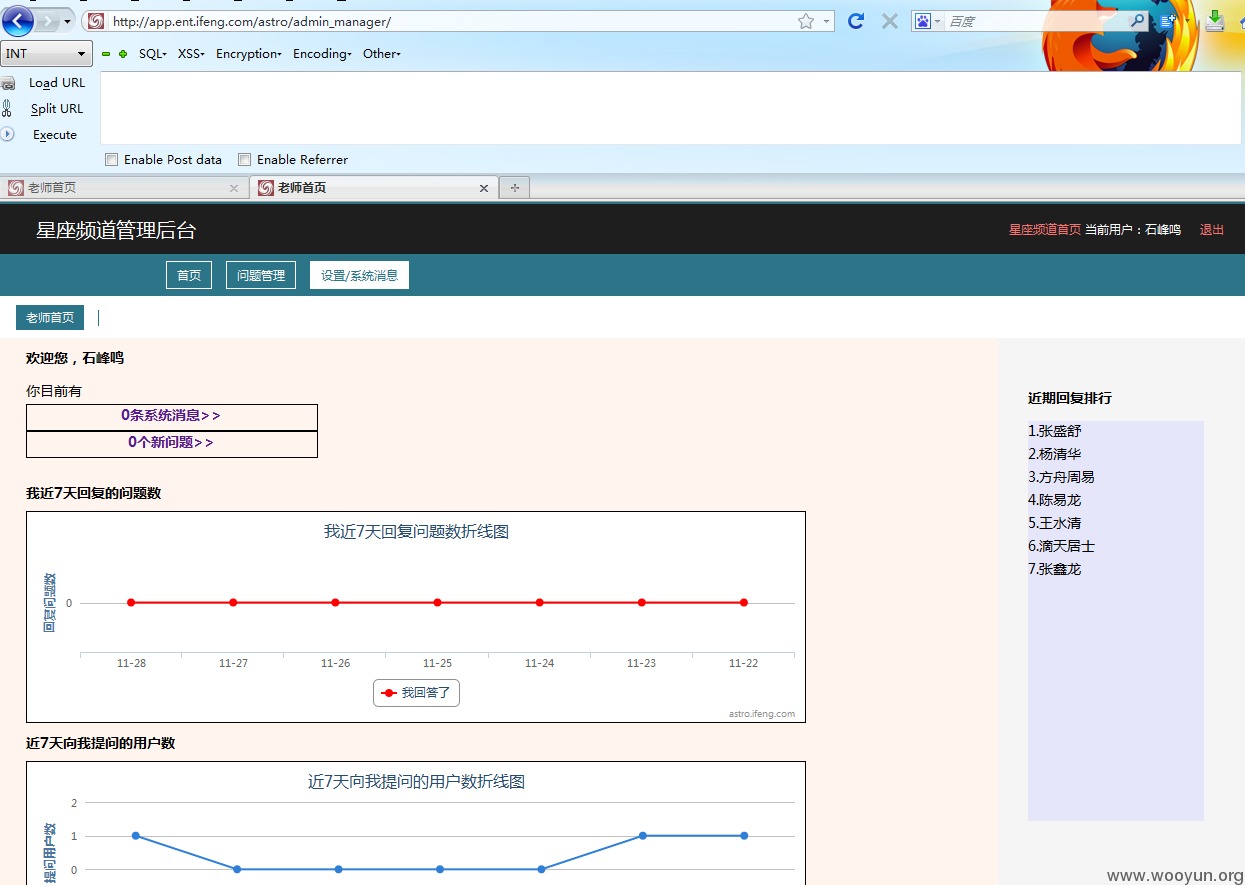 http://app.ent.ifeng.com/astro/admin_manager/
百度
INT SQL XSS Encryption Encoding Other
Load URL
Split URL
Execute
Enable Post data Enable Referrer
老师首页 老师首页
星座频道管理后台 星座频道首页 当前用户：石峰鸣 退出
首页 问题管理 设置/系统消息
老师首页
欢迎您，石峰鸣
你目前有
0条系统消息>>
0个新问题>>
近期回复排行
1.张盛舒
2.杨清华
3.方舟周易
4.陈易龙
5.王水清
6.滴天居士
7.张鑫龙
我近7天回复的问题数
我近7天回复问题数折线图
回复问题数
0
11-28 11-27 11-26 11-25 11-24 11-23 11-22
我回答了
astro.ifeng.com
近7天向我提问的用户数
近7天向我提问的用户数折线图
提问用户数
2
1
0
www.wooyun.org